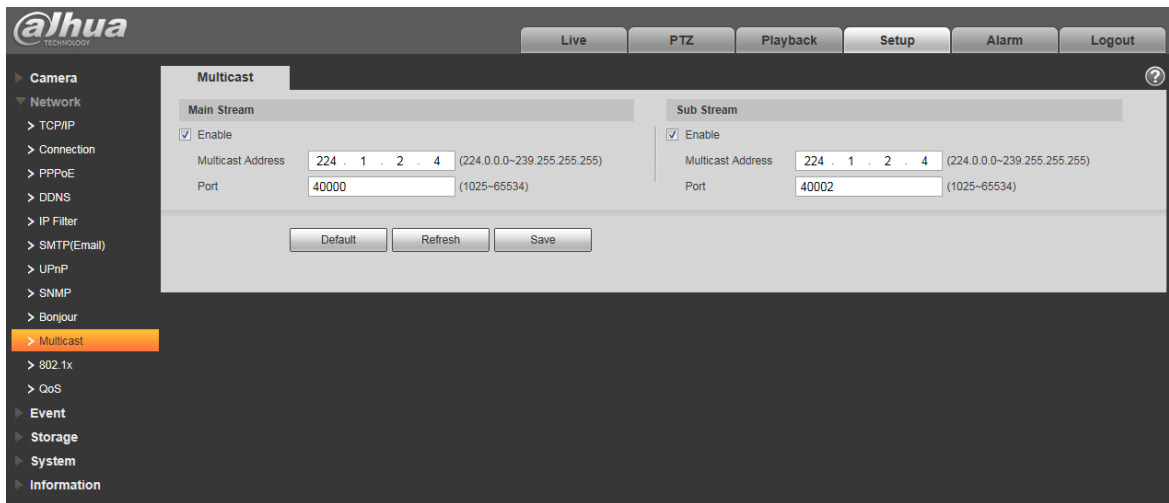 alhua
TECHNOLOGY
Live PTZ Playback Setup Alarm Logout
Camera
Network
> TCP/IP
> Connection
> PPPoE
> DDNS
> IP Filter
> SMTP(Email)
> UPnP
> SNMP
> Bonjour
> Multicast
> 802.1x
> QoS
Event
Storage
System
Information
Multicast
?
Main Stream
Enable
Multicast Address 224 . 1 . 2 . 4 (224.0.0.0~239.255.255.255)
Port 40000 (1025~65534)
Sub Stream
Enable
Multicast Address 224 . 1 . 2 . 4 (224.0.0.0~239.255.255.255)
Port 40002 (1025~65534)
Default Refresh Save